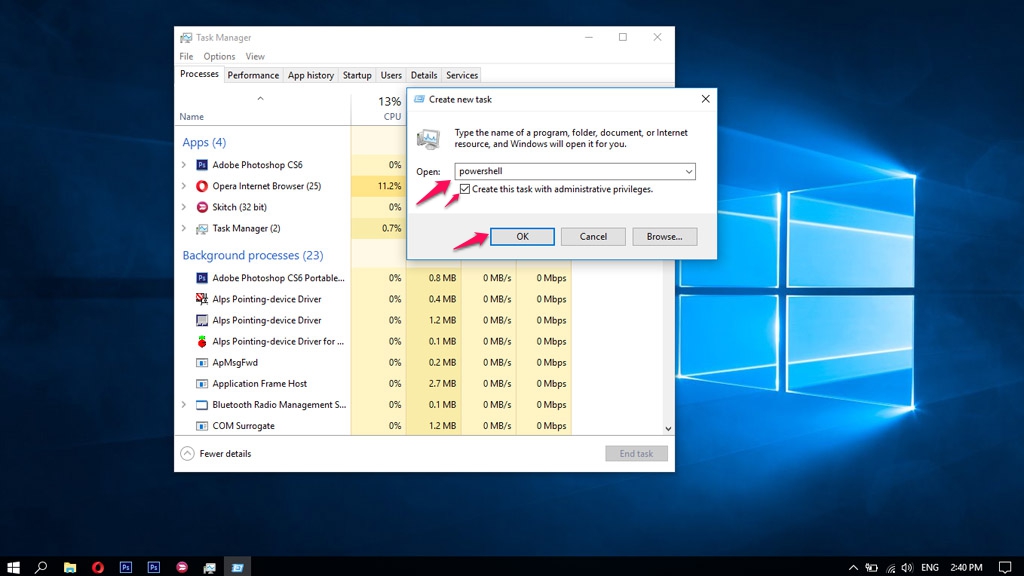 Task Manager
File Options View
Processes Performance App history Startup Users Details Services
13%
Name CPU
Apps (4)
Adobe Photoshop CS6 0%
Opera Internet Browser (25) 11.2%
Skitch (32 bit) 0%
Task Manager (2) 0.7%
Background processes (23)
Adobe Photoshop CS6 Portable... 0% 0.8 MB 0 MB/s 0 Mbps
Alps Pointing-device Driver 0% 0.4 MB 0 MB/s 0 Mbps
Alps Pointing-device Driver 0% 1.2 MB 0 MB/s 0 Mbps
Alps Pointing-device Driver for ... 0% 0.1 MB 0 MB/s 0 Mbps
ApMsgFwd 0% 0.2 MB 0 MB/s 0 Mbps
Application Frame Host 0% 2.7 MB 0 MB/s 0 Mbps
Bluetooth Radio Management S... 0% 0.1 MB 0 MB/s 0 Mbps
COM Surrogate 0% 1.2 MB 0 MB/s 0 Mbps
Fewer details End task
Create new task
Type the name of a program, folder, document, or Internet
resource, and Windows will open it for you.
Open: powershell
Create this task with administrative privileges.
OK Cancel Browse...
Ps Ps ENG 2:40 PM